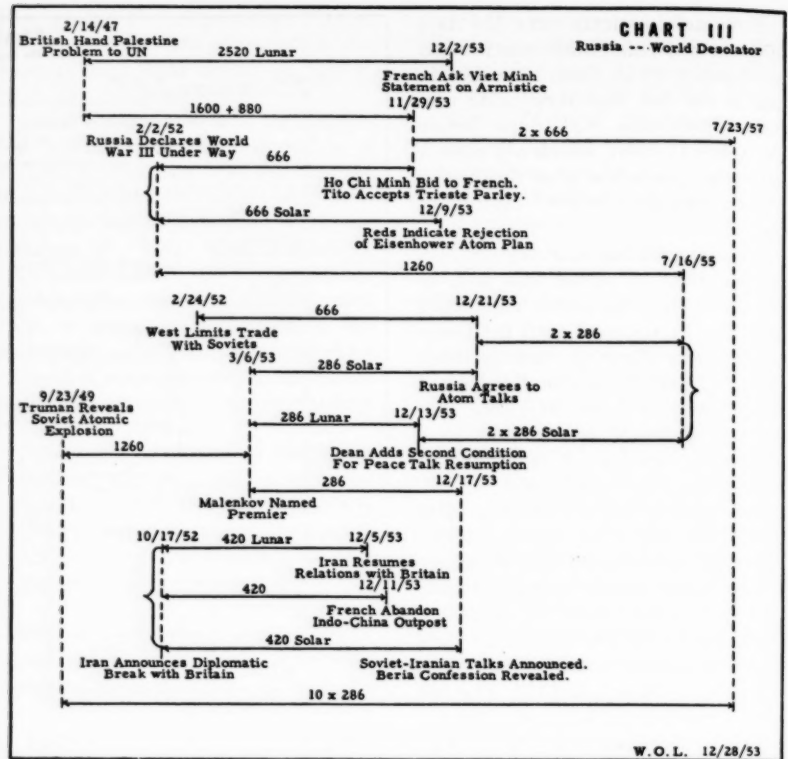 CHART III
Russia -- World Desolator
2/14/47
British Hand Palestine
Problem to UN
2520 Lunar
12/2/53
French Ask Viet Minh
Statement on Armistice
1600 + 880
11/29/53
2/2/52
Russia Declares World
War III Under Way
2 x 666
7/23/57
666
Ho Chi Minh Bid to French.
Tito Accepts Trieste Parley.
666 Solar
12/9/53
Reds Indicate Rejection
of Eisenhower Atom Plan
1260
7/16/55
2/24/52
666
12/21/53
West Limits Trade
With Soviets
2 x 286
3/6/53
286 Solar
Russia Agrees to
Atom Talks
9/23/49
Truman Reveals
Soviet Atomic
Explosion
286 Lunar
12/13/53
2 x 286 Solar
Dean Adds Second Condition
For Peace Talk Resumption
1260
286
12/17/53
Malenkov Named
Premier
10/17/52
420 Lunar
12/5/53
Iran Resumes
Relations with Britain
420
12/11/53
French Abandon
Indo-China Outpost
420 Solar
Iran Announces Diplomatic
Break with Britain
Soviet-Iranian Talks Announced.
Beria Confession Revealed.
10 x 286
W.O.L. 12/28/53